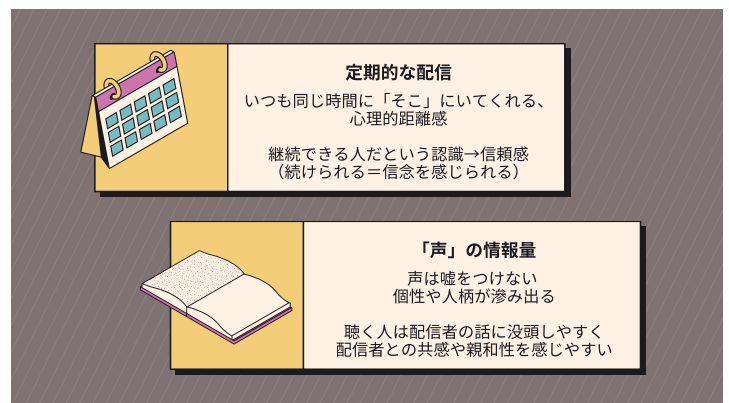 定期的な配信
いつも同じ時間に「そこ」にいてくれる、
心理的距離感
継続できる人だという認識→信頼感
（続けられる＝信念を感じられる）
「声」の情報量
声は嘘をつけない
個性や人柄が滲み出る
聴く人は配信者の話に没頭しやすく
配信者との共感や親和性を感じやすい